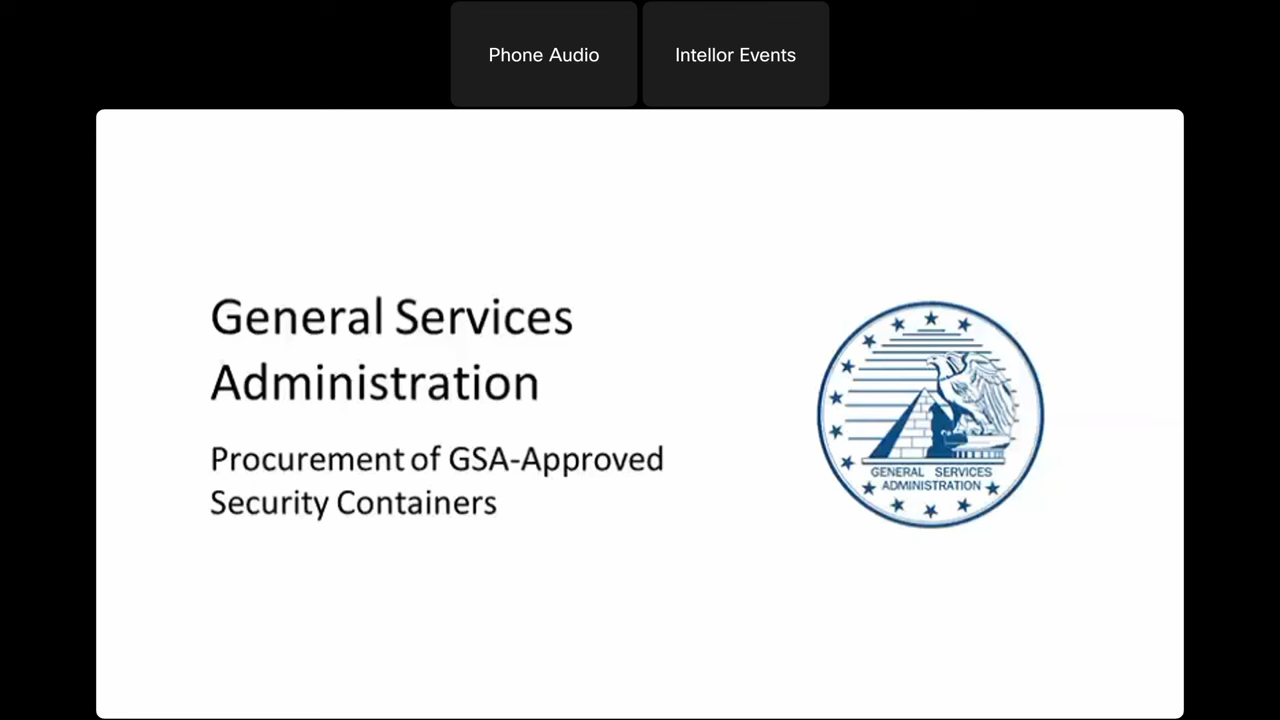 Phone Audio
Intellor Events
General Services
Administration
Procurement of GSA-Approved
Security Containers
GENERAL SERVICES
ADMINISTRATION